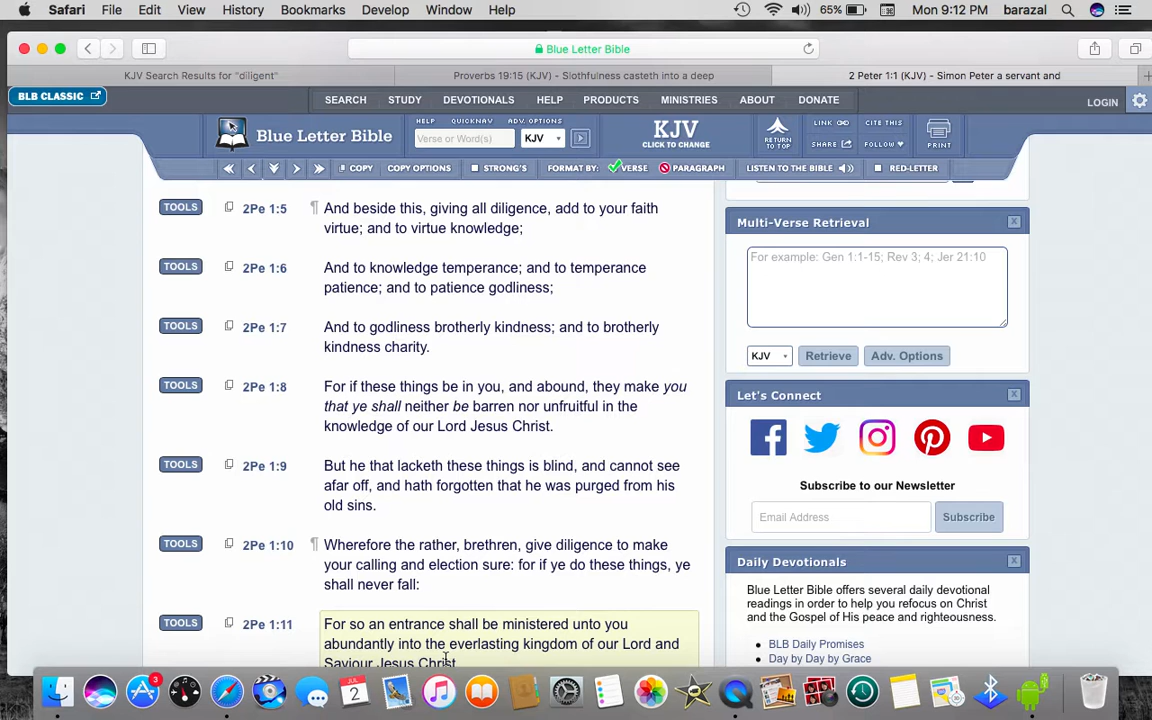 Safari File Edit View History Bookmarks Develop Window Help 65% Mon 9:12 PM barazal
Blue Letter Bible
KJV Search Results for "diligent" Proverbs 19:15 (KJV) - Slothfulness casteth into a deep 2 Peter 1:1 (KJV) - Simon Peter a servant and
BLB CLASSIC
SEARCH STUDY DEVOTIONALS HELP PRODUCTS MINISTRIES ABOUT DONATE LOGIN
HELP QUICKNAV ADV. OPTIONS
Blue Letter Bible
Verse or Word(s)
KJV
KJV
CLICK TO CHANGE
RETURN
TO TOP
LINK
CITE THIS
SHARE
FOLLOW
PRINT
COPY COPY OPTIONS STRONG'S FORMAT BY: VERSE PARAGRAPH LISTEN TO THE BIBLE RED-LETTER
TOOLS 2Pe 1:5 ¶ And beside this, giving all diligence, add to your faith
virtue; and to virtue knowledge;
TOOLS 2Pe 1:6 And to knowledge temperance; and to temperance
patience; and to patience godliness;
TOOLS 2Pe 1:7 And to godliness brotherly kindness; and to brotherly
kindness charity.
TOOLS 2Pe 1:8 For if these things be in you, and abound, they make you
that ye shall neither be barren nor unfruitful in the
knowledge of our Lord Jesus Christ.
TOOLS 2Pe 1:9 But he that lacketh these things is blind, and cannot see
afar off, and hath forgotten that he was purged from his
old sins.
TOOLS 2Pe 1:10 ¶ Wherefore the rather, brethren, give diligence to make
your calling and election sure: for if ye do these things, ye
shall never fall:
TOOLS 2Pe 1:11 For so an entrance shall be ministered unto you
abundantly into the everlasting kingdom of our Lord and
Saviour Jesus Christ.
Multi-Verse Retrieval
For example: Gen 1:1-15; Rev 3; 4; Jer 21:10
KJV Retrieve Adv. Options
Let's Connect
Subscribe to our Newsletter
Email Address Subscribe
Daily Devotionals
Blue Letter Bible offers several daily devotional
readings in order to help you refocus on Christ
and the Gospel of His peace and righteousness.
BLB Daily Promises
Day by Day by Grace
3
JUL
2